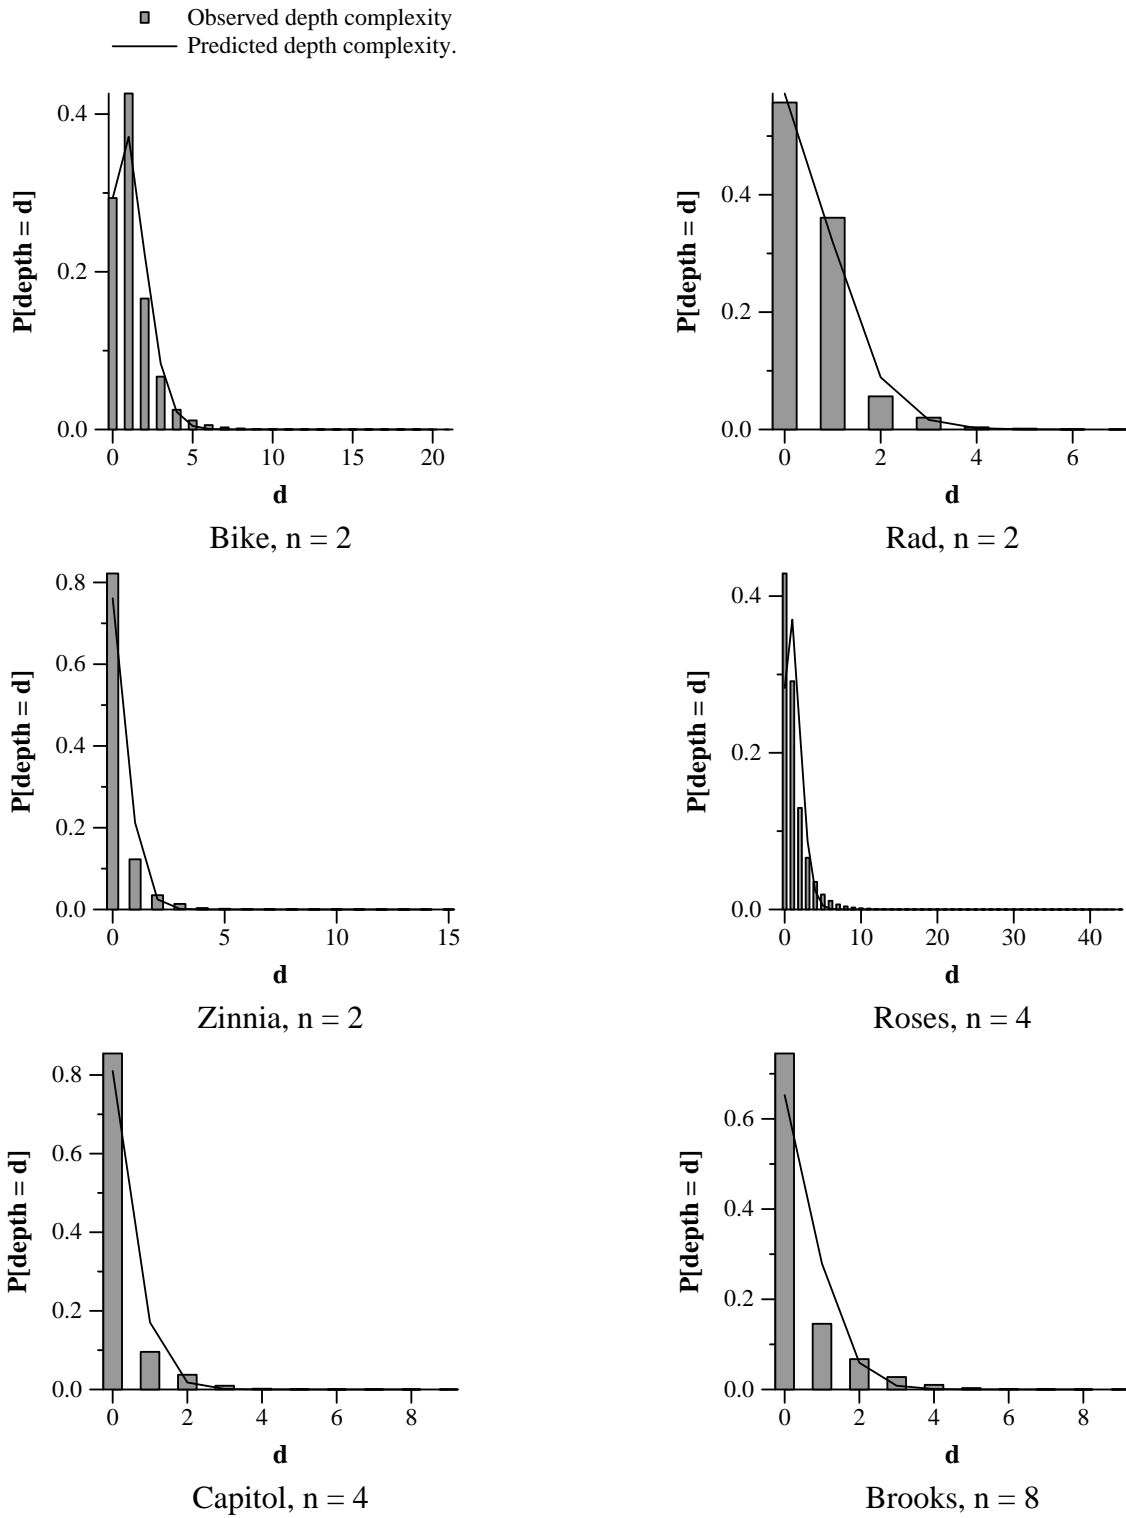 Observed depth complexity
Predicted depth complexity.
0.4
0.2
0.0
P[depth = d]
0 5 10 15 20
d
Bike, n = 2
0.4
0.2
0.0
P[depth = d]
0 2 4 6
d
Rad, n = 2
0.8
0.6
0.4
0.2
0.0
P[depth = d]
0 5 10 15
d
Zinnia, n = 2
0.4
0.2
0.0
P[depth = d]
0 10 20 30 40
d
Roses, n = 4
0.8
0.6
0.4
0.2
0.0
P[depth = d]
0 2 4 6 8
d
Capitol, n = 4
0.6
0.4
0.2
0.0
P[depth = d]
0 2 4 6 8
d
Brooks, n = 8